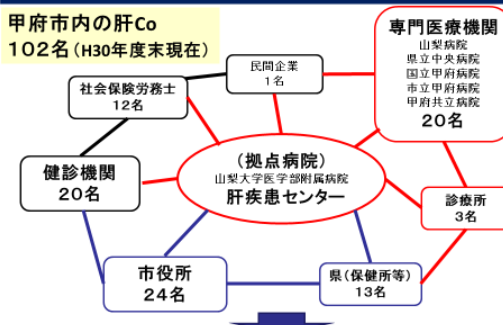 甲府市内の肝Co
102名(H30年度末現在)
民間企業
1名
専門医療機関
山梨病院
県立中央病院
国立甲府病院
市立甲府病院
甲府共立病院
20名
社会保険労務士
12名
(拠点病院)
山梨大学医学部附属病院
肝疾患センター
健診機関
20名
診療所
3名
市役所
24名
県(保健所等)
13名